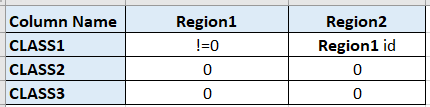 Column Name Region1 Region2
CLASS1 !=0 Region1 id
CLASS2 0 0
CLASS3 0 0